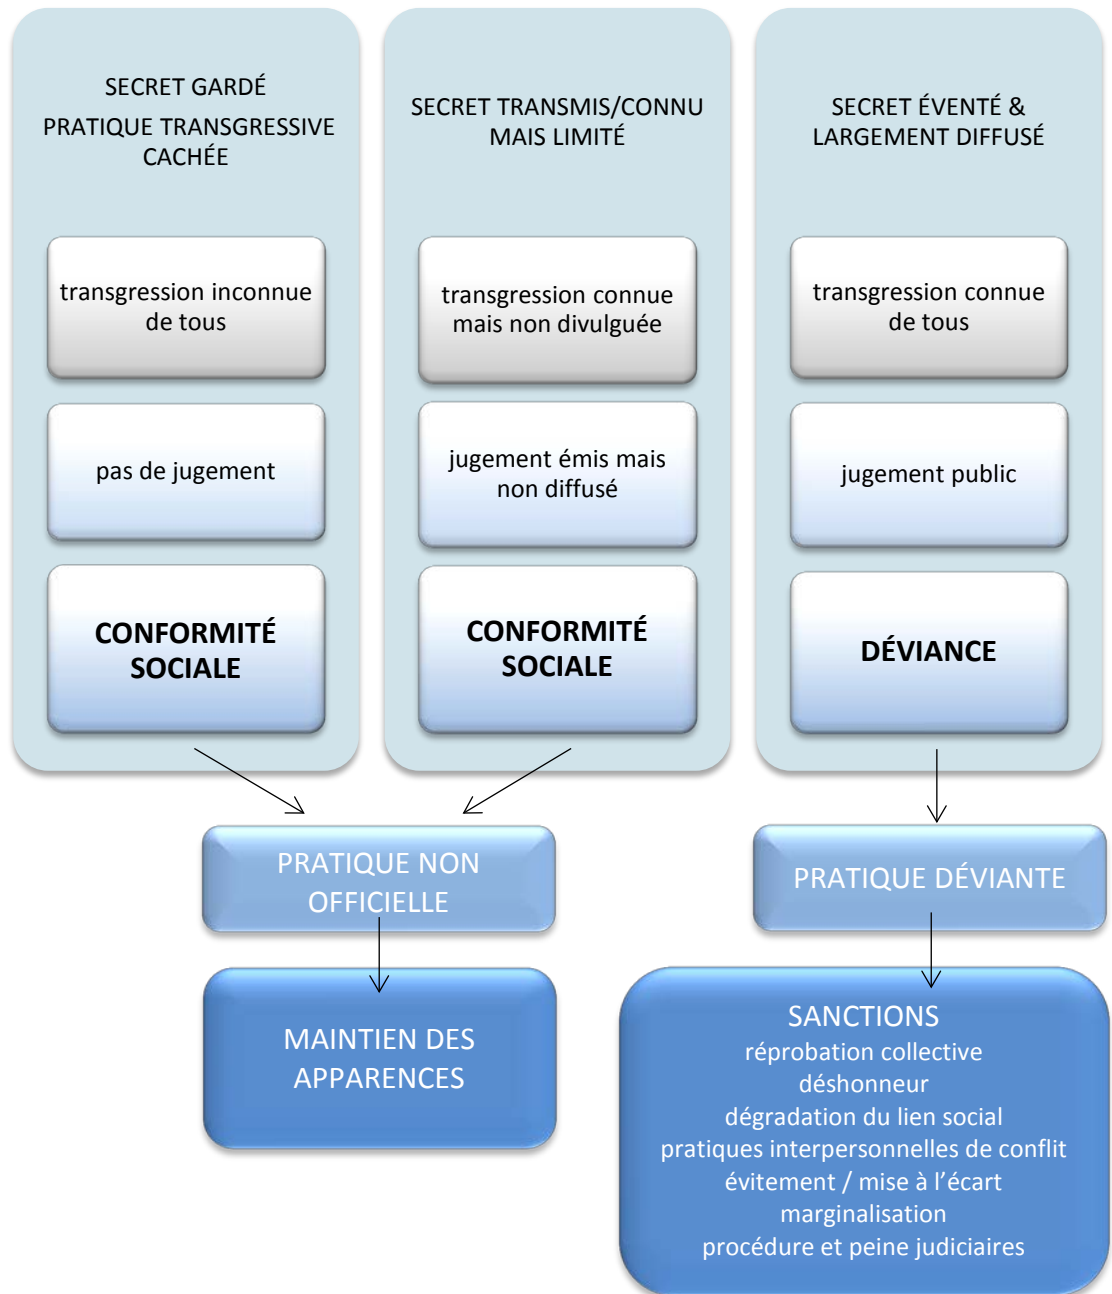 SECRET GARDÉ
PRATIQUE TRANSGRESSIVE
CACHÉE
transgression inconnue
de tous
pas de jugement
CONFORMITÉ
SOCIALE
SECRET TRANSMIS/CONNU
MAIS LIMITÉ
transgression connue
mais non divulguée
jugement émis mais
non diffusé
CONFORMITÉ
SOCIALE
SECRET ÉVENTÉ &
LARGEMENT DIFFUSÉ
transgression connue
de tous
jugement public
DÉVIANCE
PRATIQUE NON
OFFICIELLE
MAINTIEN DES
APPARENCES
PRATIQUE DÉVIANTE
SANCTIONS
réprobation collective
déshonneur
dégradation du lien social
pratiques interpersonnelles de conflit
évitement / mise à l’écart
marginalisation
procédure et peine judiciaires